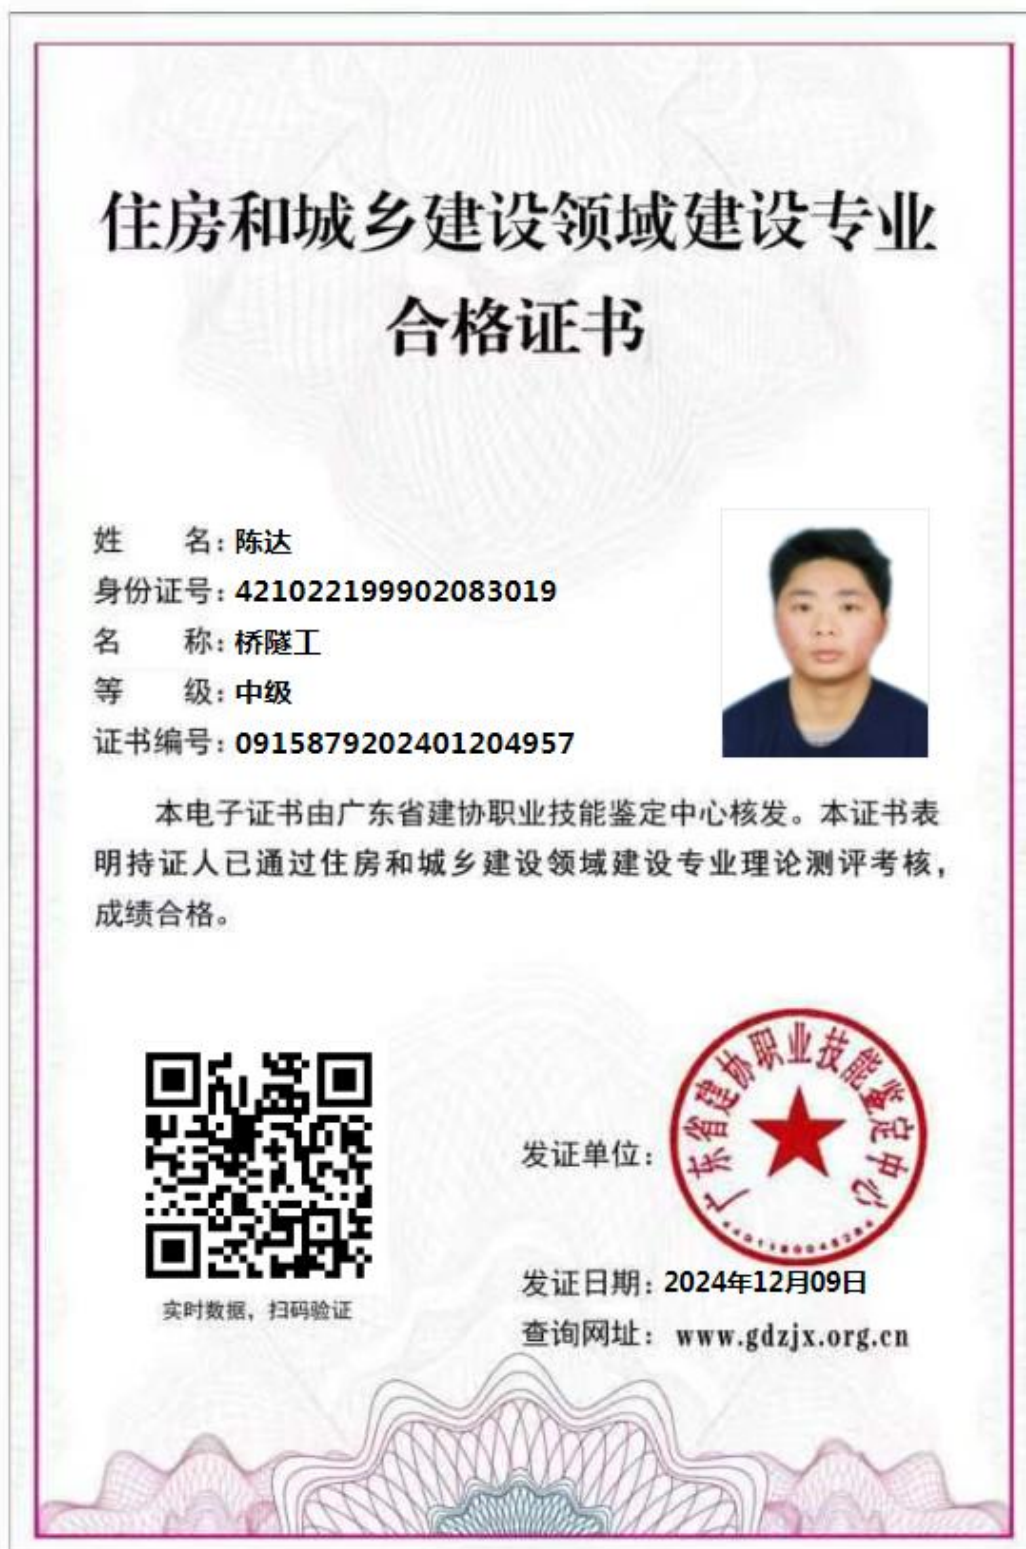 住房和城乡建设领域建设专业
合格证书
姓 名：陈达
身份证号：421022199902083019
名 称：桥隧工
等 级：中级
证书编号：0915879202401204957
本电子证书由广东省建协职业技能鉴定中心核发。本证书表
明持证人已通过住房和城乡建设领域建设专业理论测评考核，
成绩合格。
广东省建协职业技能鉴定中心
发证单位：
发证日期：2024年12月09日
实时数据，扫码验证
查询网址：www.gdzjx.org.cn